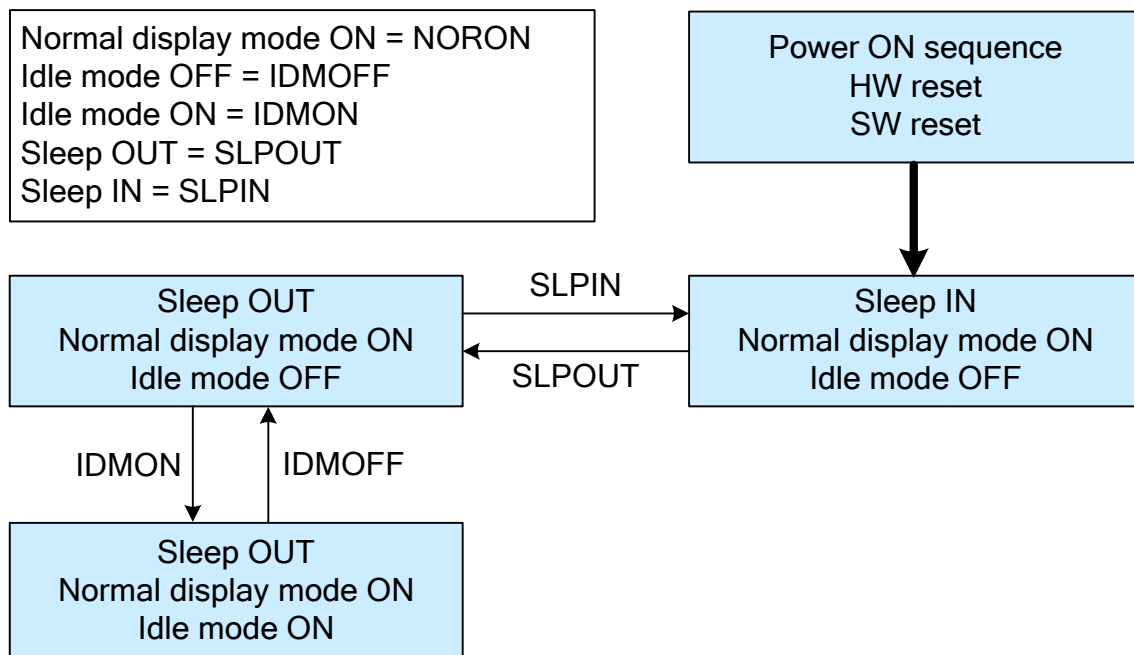 Normal display mode ON = NORON
Idle mode OFF = IDMOFF
Idle mode ON = IDMON
Sleep OUT = SLPOUT
Sleep IN = SLPIN
Power ON sequence
HW reset
SW reset
Sleep OUT
Normal display mode ON
Idle mode OFF
SLPIN
SLPOUT
Sleep IN
Normal display mode ON
Idle mode OFF
IDMON
IDMOFF
Sleep OUT
Normal display mode ON
Idle mode ON